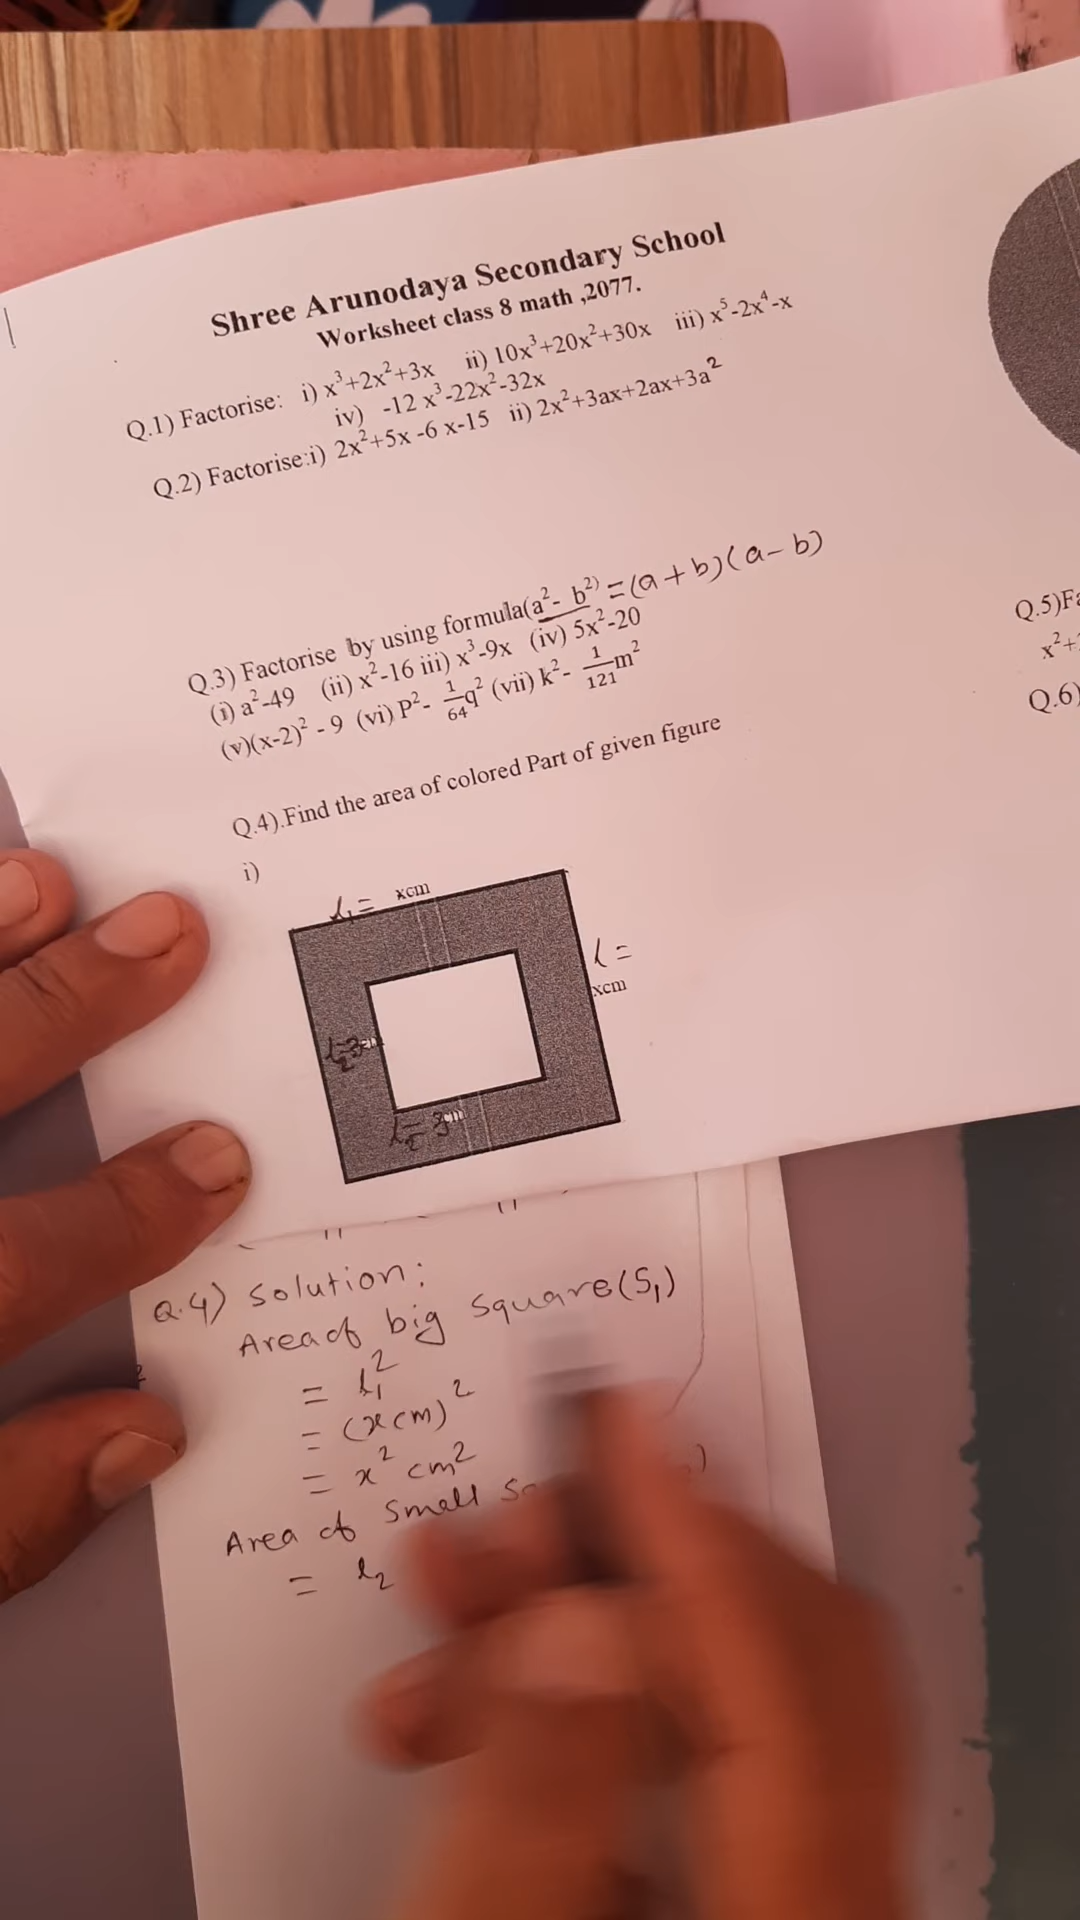 Shree Arunodaya Secondary School
Worksheet class 8 math ,2077.
Q.1) Factorise: i) x³+2x²+3x ii) 10x³+20x²+30x iii) x⁵-2x⁴-x
iv) -12 x³-22x²-32x
Q.2) Factorise:i) 2x²+5x -6 x-15 ii) 2x²+3ax+2ax+3a²
Q.3) Factorise by using formula(a²- b²⁾ =(a+b)(a-b)
(i) a²-49 (ii) x²-16 iii) x³-9x (iv) 5x²-20
(v)(x-2)² - 9 (vi) P²- 1/64 q² (vii) k²- 1/121 m²
Q.4).Find the area of colored Part of given figure
i)
l₁= xcm
l =
xcm
Q.5)Fa
x²+
Q.6)
Q.4) Solution:
Area of big square(S₁)
= l₁²
= (x cm)²
= x² cm²
Area of small
= l₂